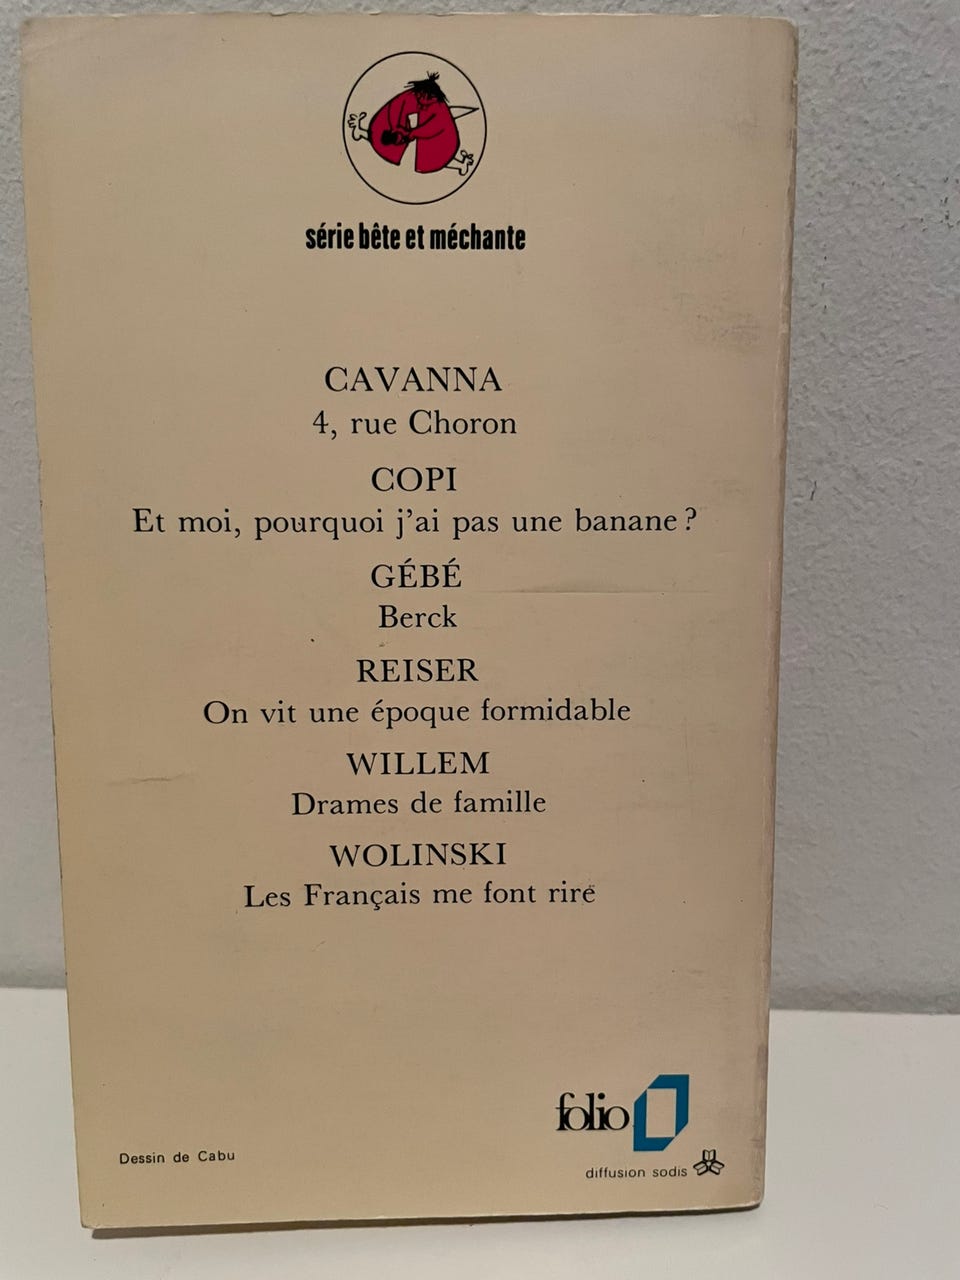 série bête et méchante
CAVANNA
4, rue Choron
COPI
Et moi, pourquoi j'ai pas une banane ?
GÉBÉ
Berck
REISER
On vit une époque formidable
WILLEM
Drames de famille
WOLINSKI
Les Français me font rire
folio
Dessin de Cabu
diffusion sodis